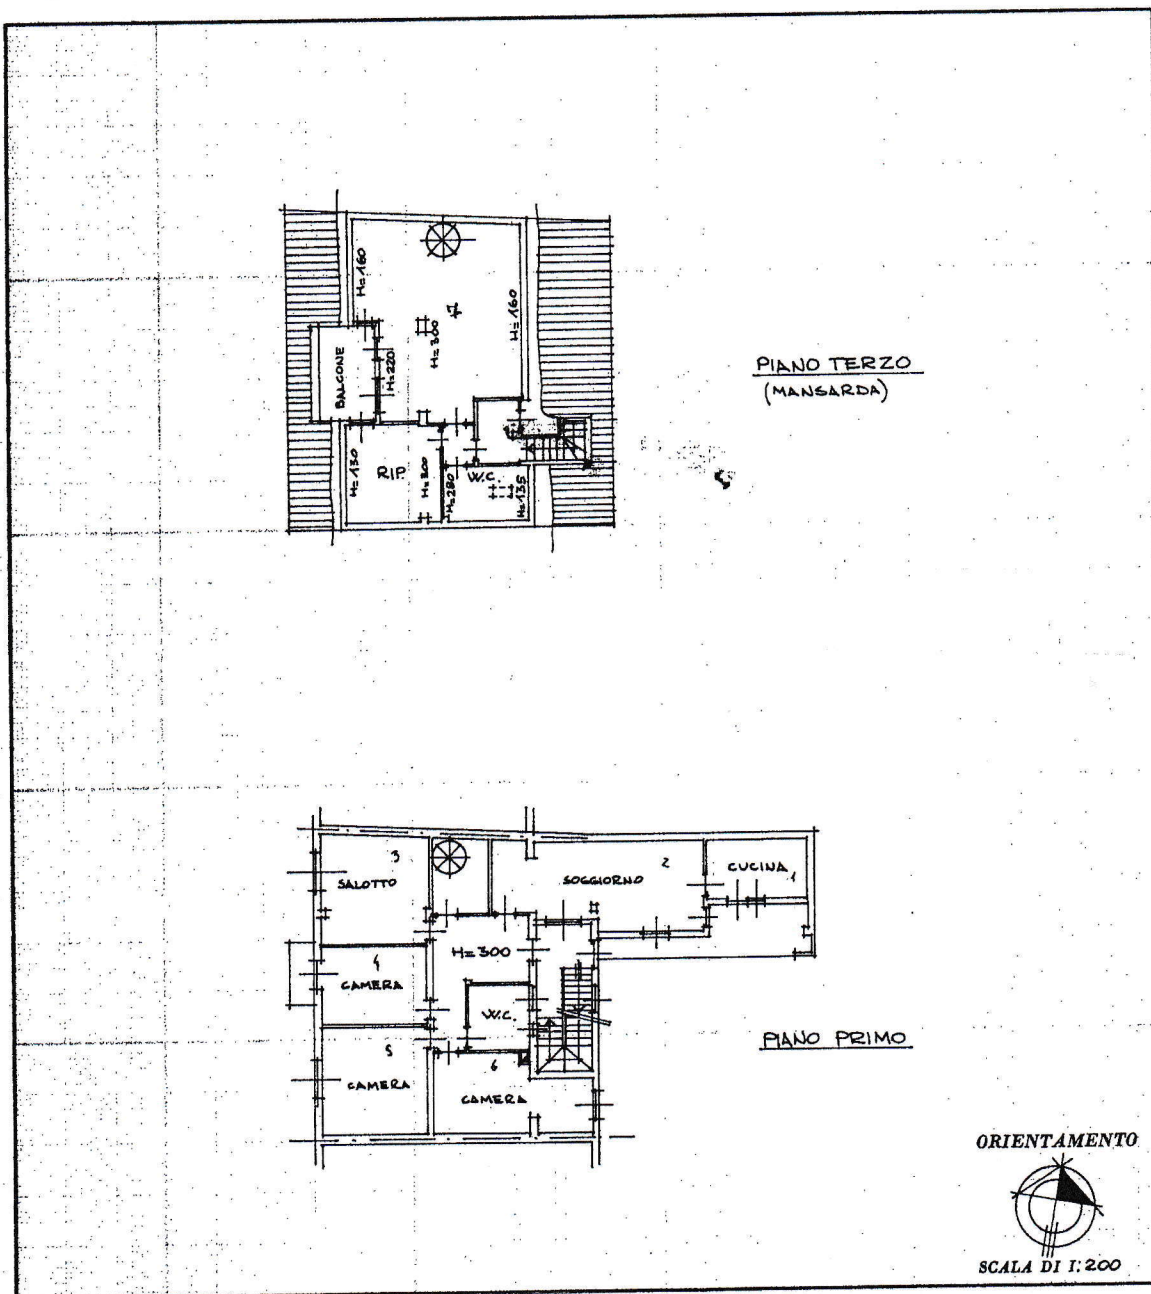 H=160
H=160
7
H=300
BALCONE
H=220
PIANO TERZO
(MANSARDA)
H=130
RIP.
H=300
H=280
W.C.
H=135
3
SALOTTO
SOGGIORNO
2
CUCINA
1
H=300
4
CAMERA
W.C.
5
CAMERA
6
CAMERA
PIANO PRIMO
ORIENTAMENTO
SCALA DI 1:200